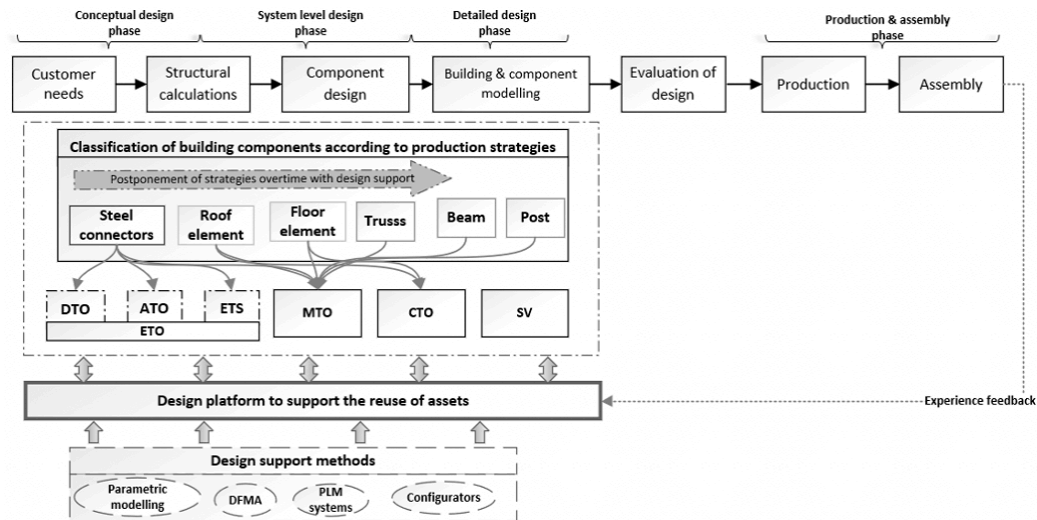 Conceptual design
phase
System level design
phase
Detailed design
phase
Production & assembly
phase
Customer
needs
Structural
calculations
Component
design
Building & component
modelling
Evaluation of
design
Production
Assembly
Classification of building components according to production strategies
Postponement of strategies overtime with design support
Steel
connectors
Roof
element
Floor
element
Trusss
Beam
Post
DTO
ATO
ETS
ETO
MTO
CTO
SV
Design platform to support the reuse of assets
Experience feedback
Design support methods
Parametric
modelling
DFMA
PLM
systems
Configurators